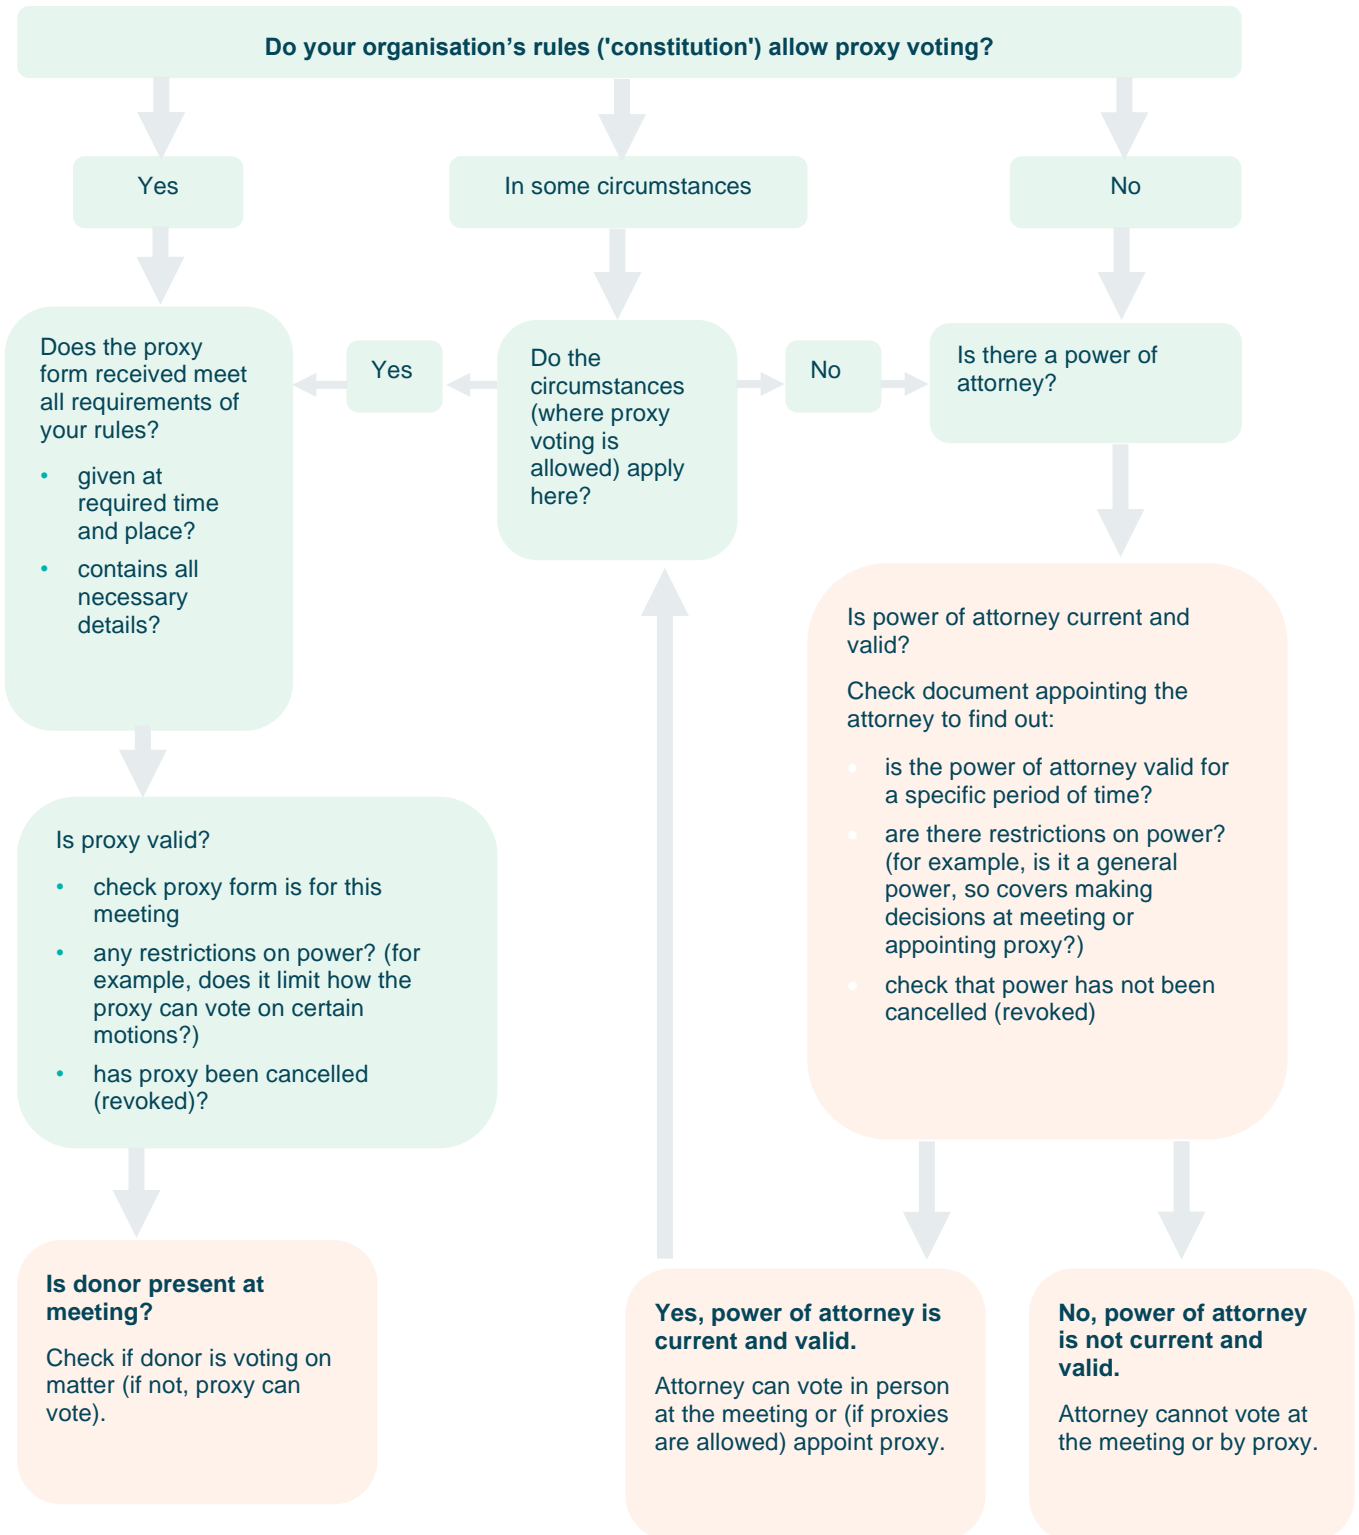 Do your organisation’s rules ('constitution') allow proxy voting?
Yes
In some circumstances
No
Does the proxy
form received meet
all requirements of
your rules?
• given at
required time
and place?
• contains all
necessary
details?
Yes
Do the
circumstances
(where proxy
voting is
allowed) apply
here?
No
Is there a power of
attorney?
Is power of attorney current and
valid?
Check document appointing the
attorney to find out:
• is the power of attorney valid for
a specific period of time?
• are there restrictions on power?
(for example, is it a general
power, so covers making
decisions at meeting or
appointing proxy?)
• check that power has not been
cancelled (revoked)
Is proxy valid?
• check proxy form is for this
meeting
• any restrictions on power? (for
example, does it limit how the
proxy can vote on certain
motions?)
• has proxy been cancelled
(revoked)?
Is donor present at
meeting?
Check if donor is voting on
matter (if not, proxy can
vote).
Yes, power of attorney is
current and valid.
Attorney can vote in person
at the meeting or (if proxies
are allowed) appoint proxy.
No, power of attorney
is not current and
valid.
Attorney cannot vote at
the meeting or by proxy.